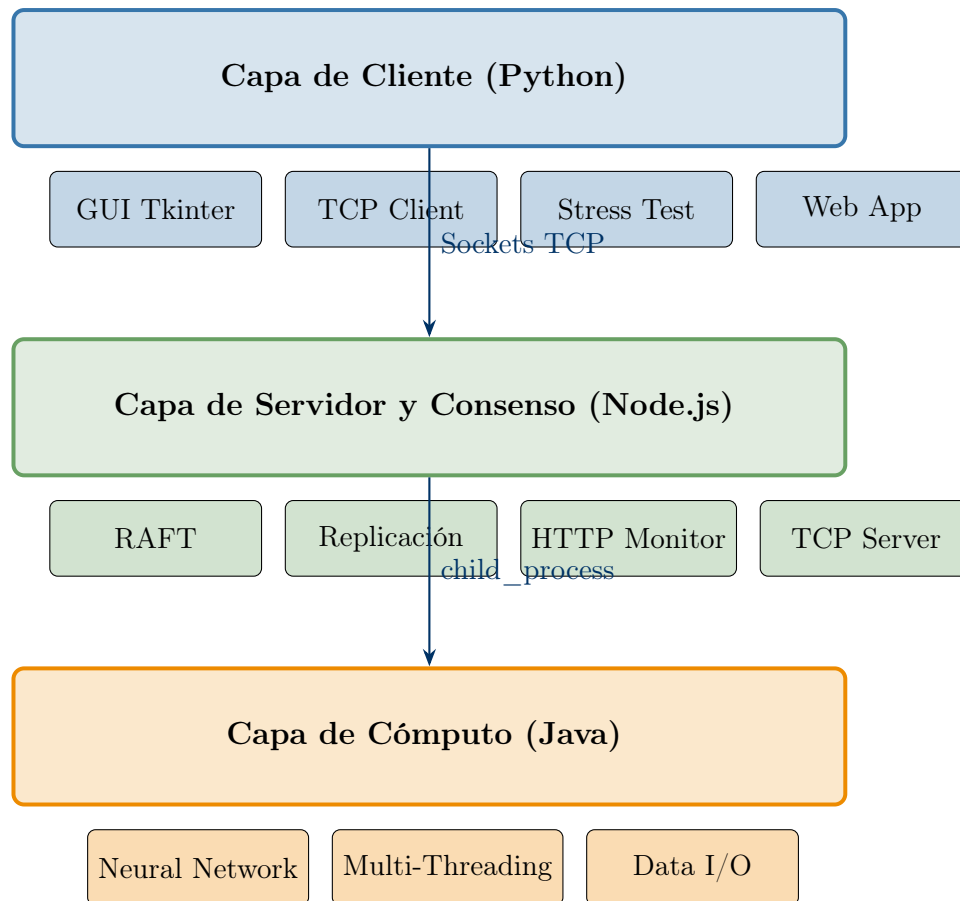 Capa de Cliente (Python)
GUI Tkinter
TCP Client
Stress Test
Web App
Sockets TCP
Capa de Servidor y Consenso (Node.js)
RAFT
Replicación
HTTP Monitor
TCP Server
child_process
Capa de Cómputo (Java)
Neural Network
Multi-Threading
Data I/O